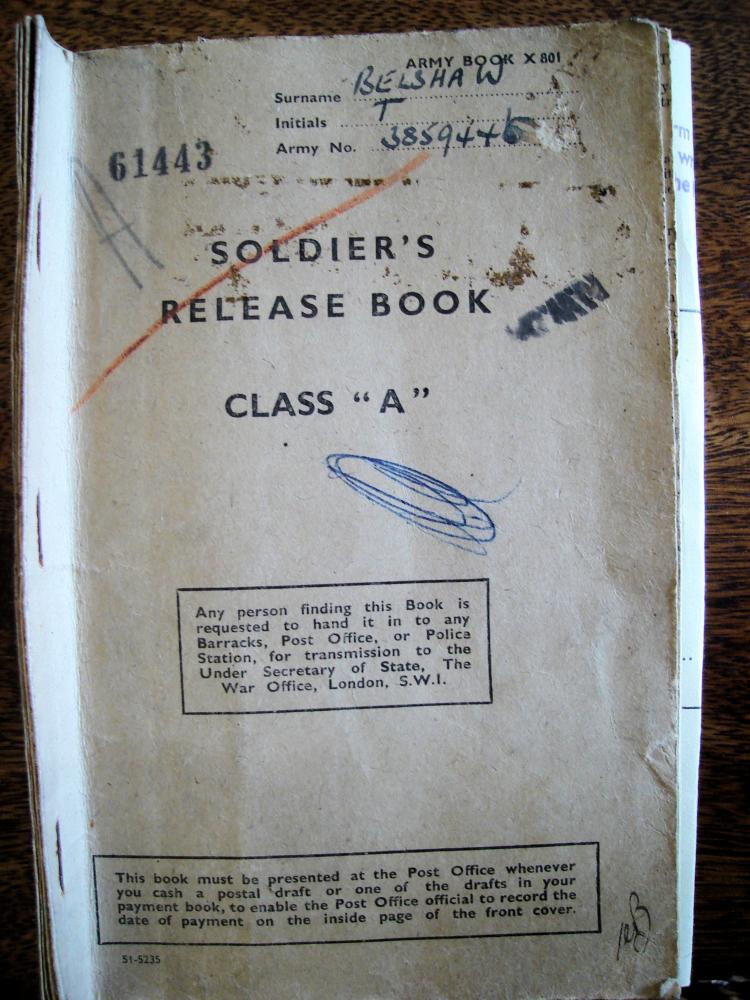 ARMY BOOK X 801
Surname BELSHAW
Initials T
Army No. 3859446
61443
SOLDIER'S
RELEASE BOOK
CLASS “A”
Any person finding this Book is
requested to hand it in to any
Barracks, Post Office, or Police
Station, for transmission to the
Under Secretary of State, The
War Office, London, S.W.1.
This book must be presented at the Post Office whenever
you cash a postal draft or one of the drafts in your
payment book, to enable the Post Office official to record the
date of payment on the inside page of the front cover.
51-5235